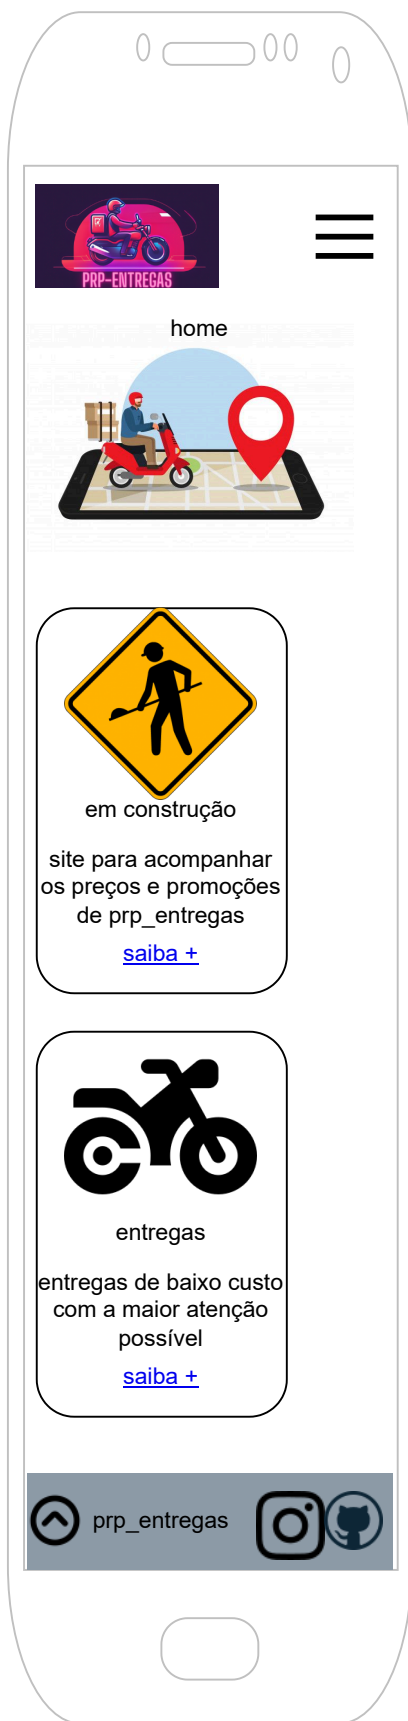 PRP-ENTREGAS
home
em construção
site para acompanhar
os preços e promoções
de prp_entregas
saiba +
entregas
entregas de baixo custo
com a maior atenção
possível
saiba +
prp_entregas